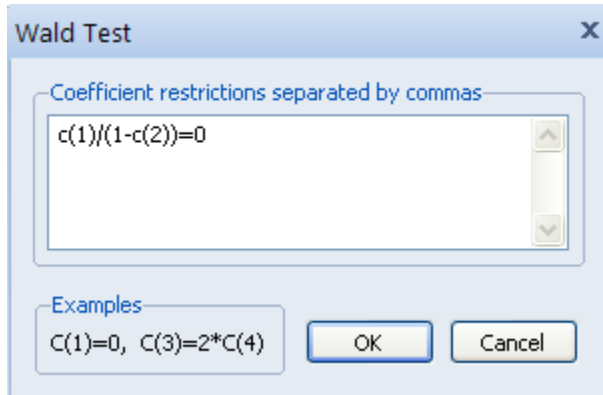 Wald Test
x
Coefficient restrictions separated by commas
c(1)/(1-c(2))=0
Examples
C(1)=0, C(3)=2*C(4)
OK
Cancel